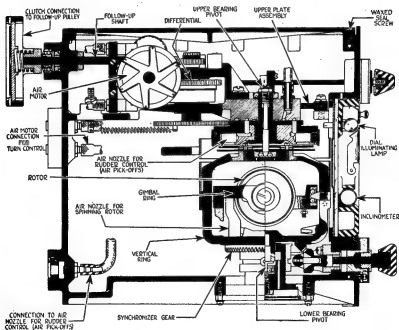 CLUTCH CONNECTION
TO FOLLOW-UP PULLEY
FOLLOW-UP
SHAFT
DIFFERENTIAL
UPPER BEARING
PIVOT
UPPER PLATE
ASSEMBLY
WAXED
SEAL
SCREW
AIR
MOTOR
AIR MOTOR
CONNECTION
FOR
TURN CONTROL
AIR NOZZLE FOR
RUDDER CONTROL
(AIR PICK-OFFS)
ROTOR
GIMBAL
RING
DIAL
ILLUMINATING
LAMP
AIR NOZZLE FOR
SPINNING ROTOR
INCLINOMETER
VERTICAL
RING
SYNCHRONIZER GEAR
CONNECTION TO AIR
NOZZLE FOR RUDDER
CONTROL (AIR PICK-OFFS)
LOWER BEARING
PIVOT